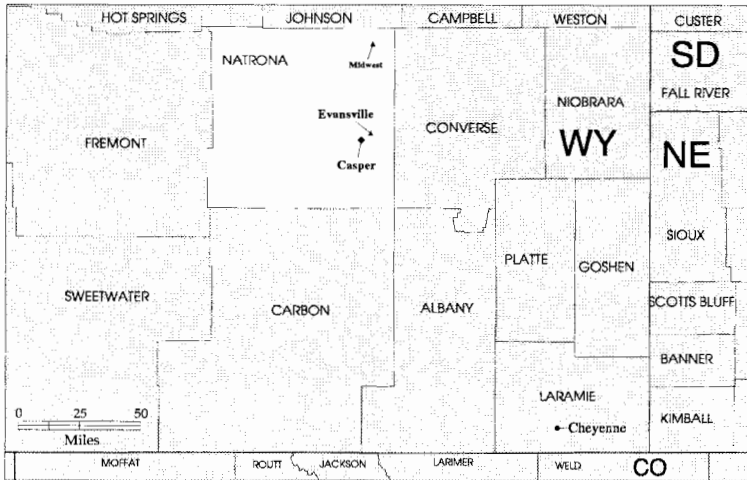 HOT SPRINGS
JOHNSON
CAMPBELL
WESTON
CUSTER
NATRONA
Midwest
SD
FALL RIVER
Evansville
NIOBRARA
CONVERSE
FREMONT
WY
NE
Casper
SIOUX
PLATTE
GOSHEN
SWEETWATER
CARBON
ALBANY
SCOTTS BLUFF
BANNER
LARAMIE
0 25 50
Miles
KIMBALL
Cheyenne
MOFFAT
ROUTT
JACKSON
LARIMER
WELD
CO